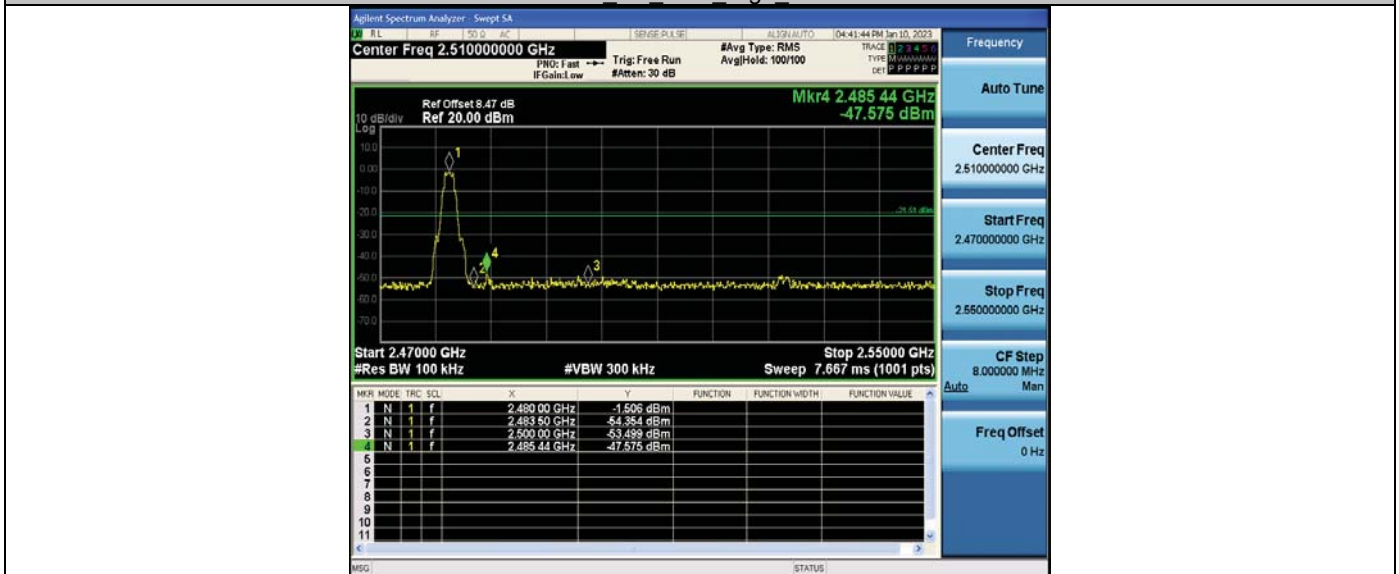 Agilent Spectrum Analyzer - Swept SA
RL RF 50 Ω AC SENSE:PULSE ALIGNAUTO 04:41:44 PM Jan 10, 2023
Center Freq 2.510000000 GHz
PNO: Fast
IFGain:Low
Trig: Free Run
#Atten: 30 dB
#Avg Type: RMS
Avg|Hold: 100/100
TRACE 1 2 3 4 5 6
TYPE MWWWWW
DET P P P P P P
Ref Offset 8.47 dB
10 dB/div Ref 20.00 dBm
Log
Mkr4 2.485 44 GHz
-47.575 dBm
10.0
0.00
-10.0
-20.0
-30.0
-40.0
-50.0
-60.0
-70.0
1
2
4
3
-21.51 dBm
Start 2.47000 GHz Stop 2.55000 GHz
#Res BW 100 kHz #VBW 300 kHz Sweep 7.667 ms (1001 pts)
MKR MODE TRC SCL X Y FUNCTION FUNCTION WIDTH FUNCTION VALUE
1 N 1 f 2.480 00 GHz -1.506 dBm
2 N 1 f 2.483 50 GHz -54.354 dBm
3 N 1 f 2.500 00 GHz -53.499 dBm
4 N 1 f 2.485 44 GHz -47.575 dBm
5
6
7
8
9
10
11
MSG STATUS
Frequency
Auto Tune
Center Freq
2.510000000 GHz
Start Freq
2.470000000 GHz
Stop Freq
2.550000000 GHz
CF Step
8.000000 MHz
Auto Man
Freq Offset
0 Hz